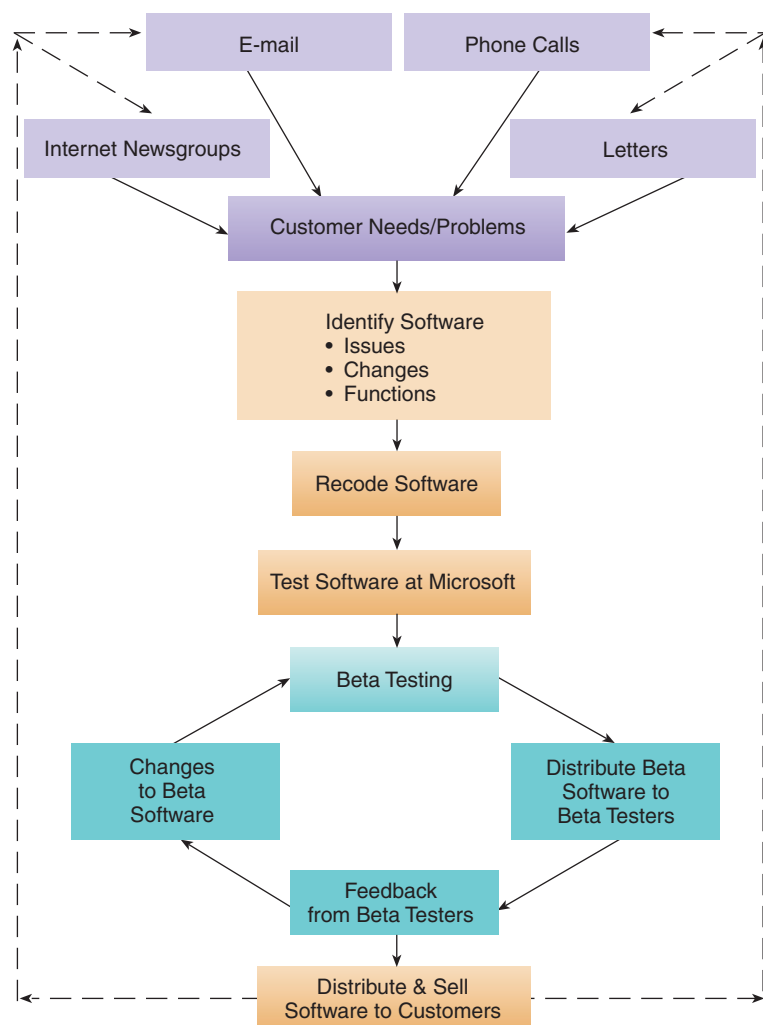 E-mail
Phone Calls
Internet Newsgroups
Letters
Customer Needs/Problems
Identify Software
• Issues
• Changes
• Functions
Recode Software
Test Software at Microsoft
Beta Testing
Changes
to Beta
Software
Distribute Beta
Software to
Beta Testers
Feedback
from Beta Testers
Distribute & Sell
Software to Customers